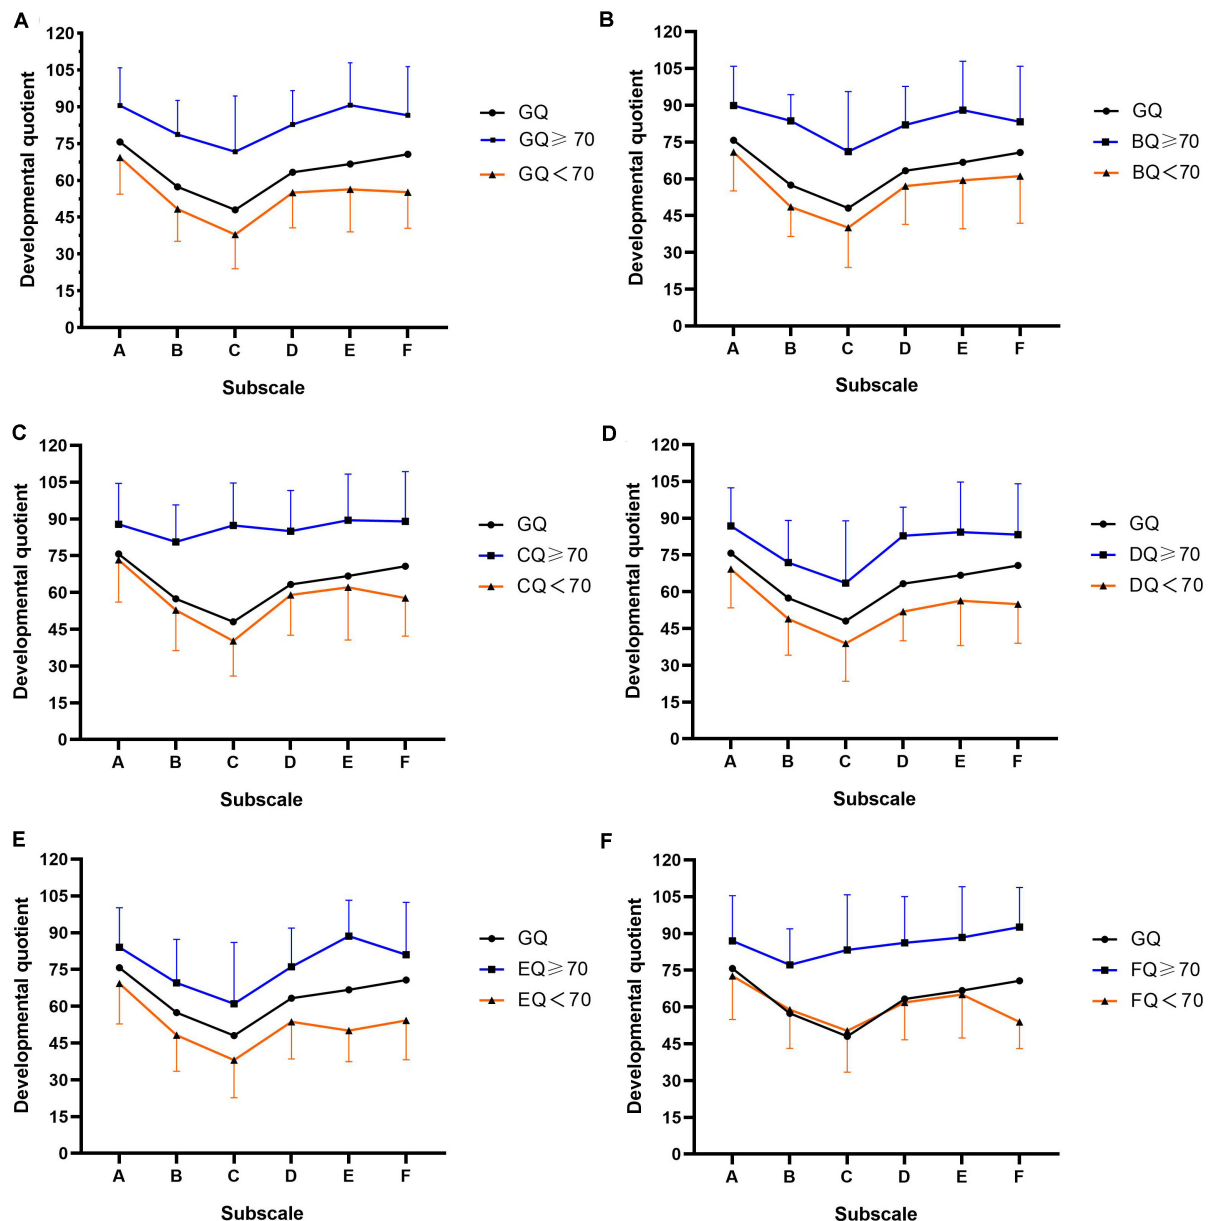 A
120
105
90
75
60
45
30
15
0
Developmental quotient
A B C D E F
Subscale
GQ
GQ≥70
GQ<70
B
120
105
90
75
60
45
30
15
0
Developmental quotient
A B C D E F
Subscale
GQ
BQ≥70
BQ<70
C
120
105
90
75
60
45
30
15
0
Developmental quotient
A B C D E F
Subscale
GQ
CQ≥70
CQ<70
D
120
105
90
75
60
45
30
15
0
Developmental quotient
A B C D E F
Subscale
GQ
DQ≥70
DQ<70
E
120
105
90
75
60
45
30
15
0
Developmental quotient
A B C D E F
Subscale
GQ
EQ≥70
EQ<70
F
120
105
90
75
60
45
30
15
0
Developmental quotient
A B C D E F
Subscale
GQ
FQ≥70
FQ<70